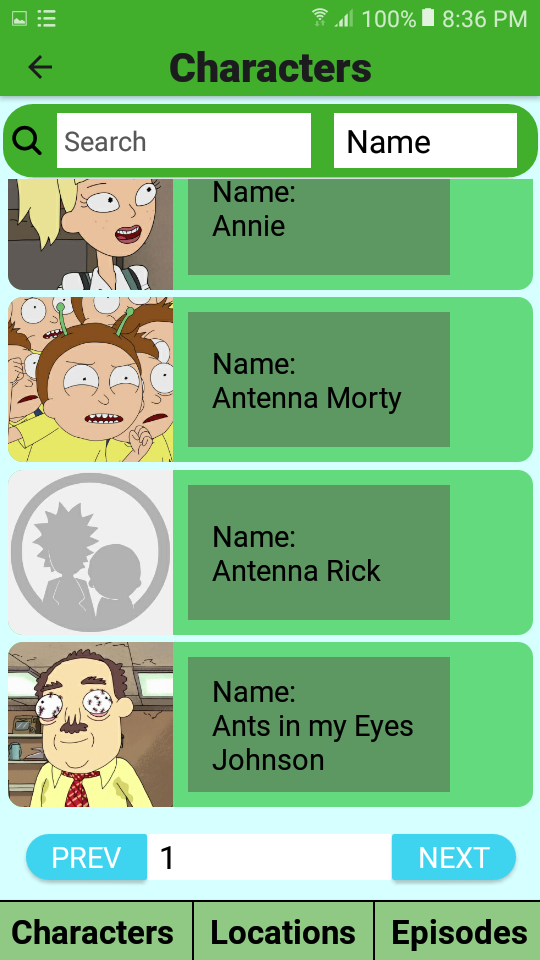 100% 8:36 PM
Characters
Search
Name
Name:
Annie
Name:
Antenna Morty
Name:
Antenna Rick
Name:
Ants in my Eyes
Johnson
PREV 1 NEXT
Characters Locations Episodes